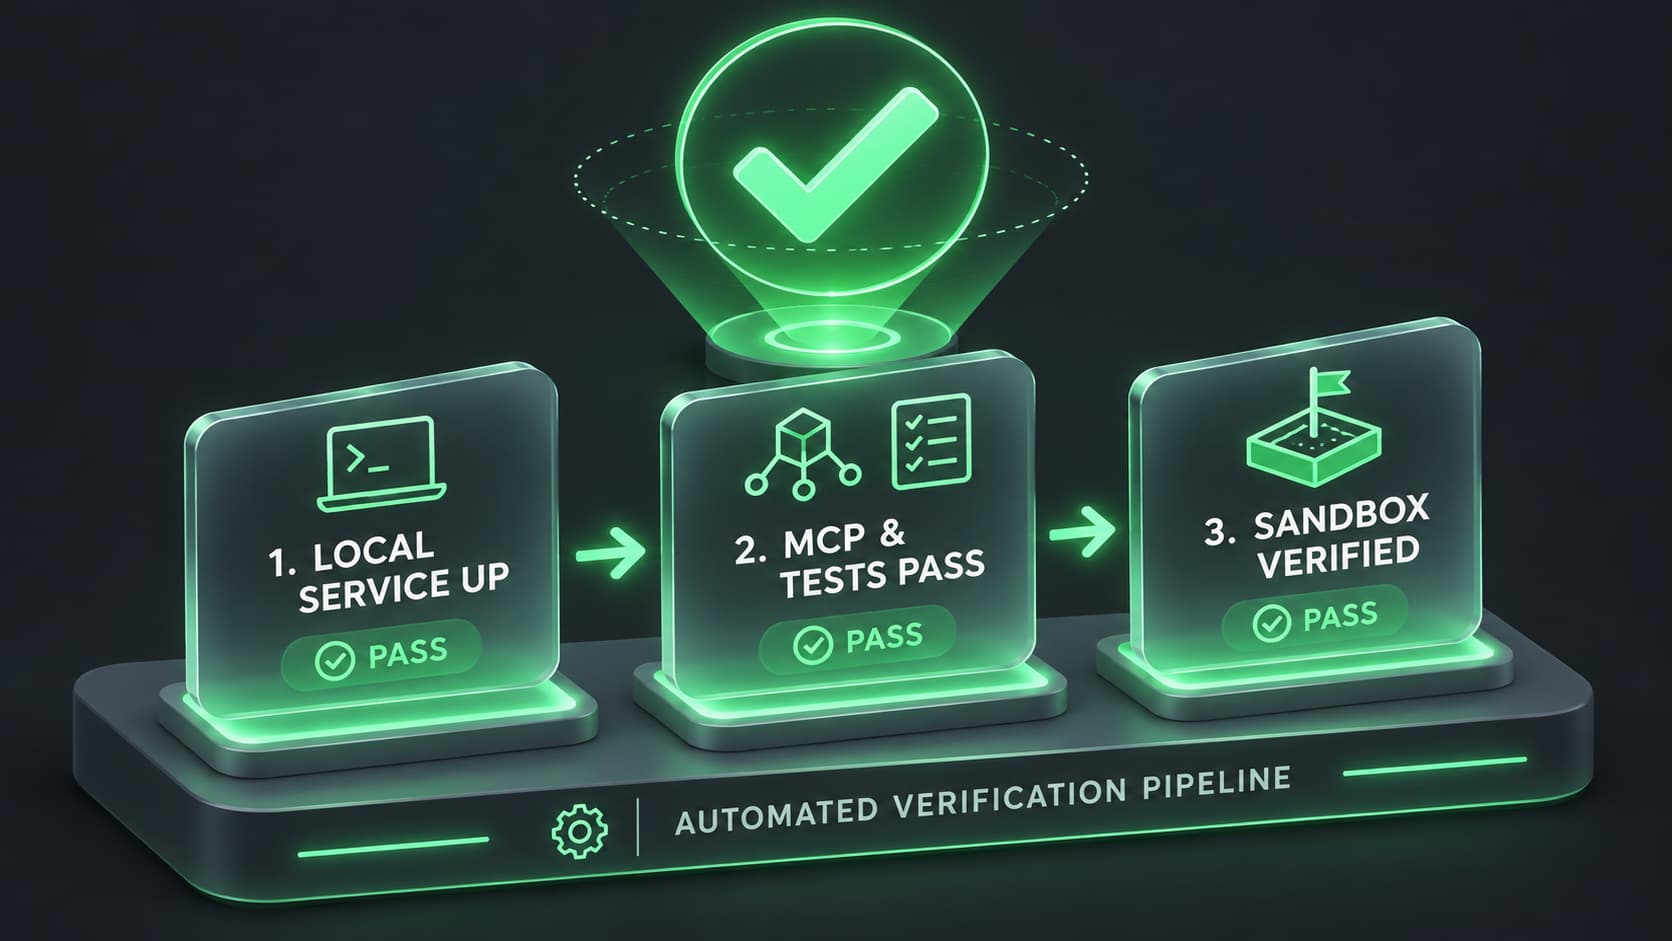 1. LOCAL
SERVICE UP
PASS
2. MCP &
TESTS PASS
PASS
3. SANDBOX
VERIFIED
PASS
AUTOMATED VERIFICATION PIPELINE